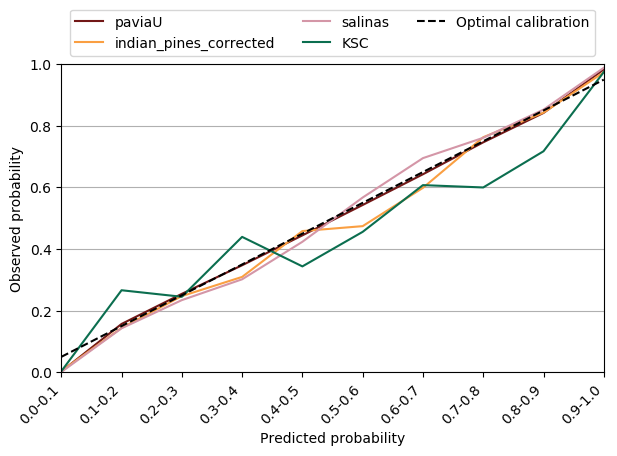 paviaU
indian_pines_corrected
salinas
KSC
Optimal calibration
1.0
0.8
0.6
0.4
0.2
0.0
Observed probability
0.0-0.1
0.1-0.2
0.2-0.3
0.3-0.4
0.4-0.5
0.5-0.6
0.6-0.7
0.7-0.8
0.8-0.9
0.9-1.0
Predicted probability